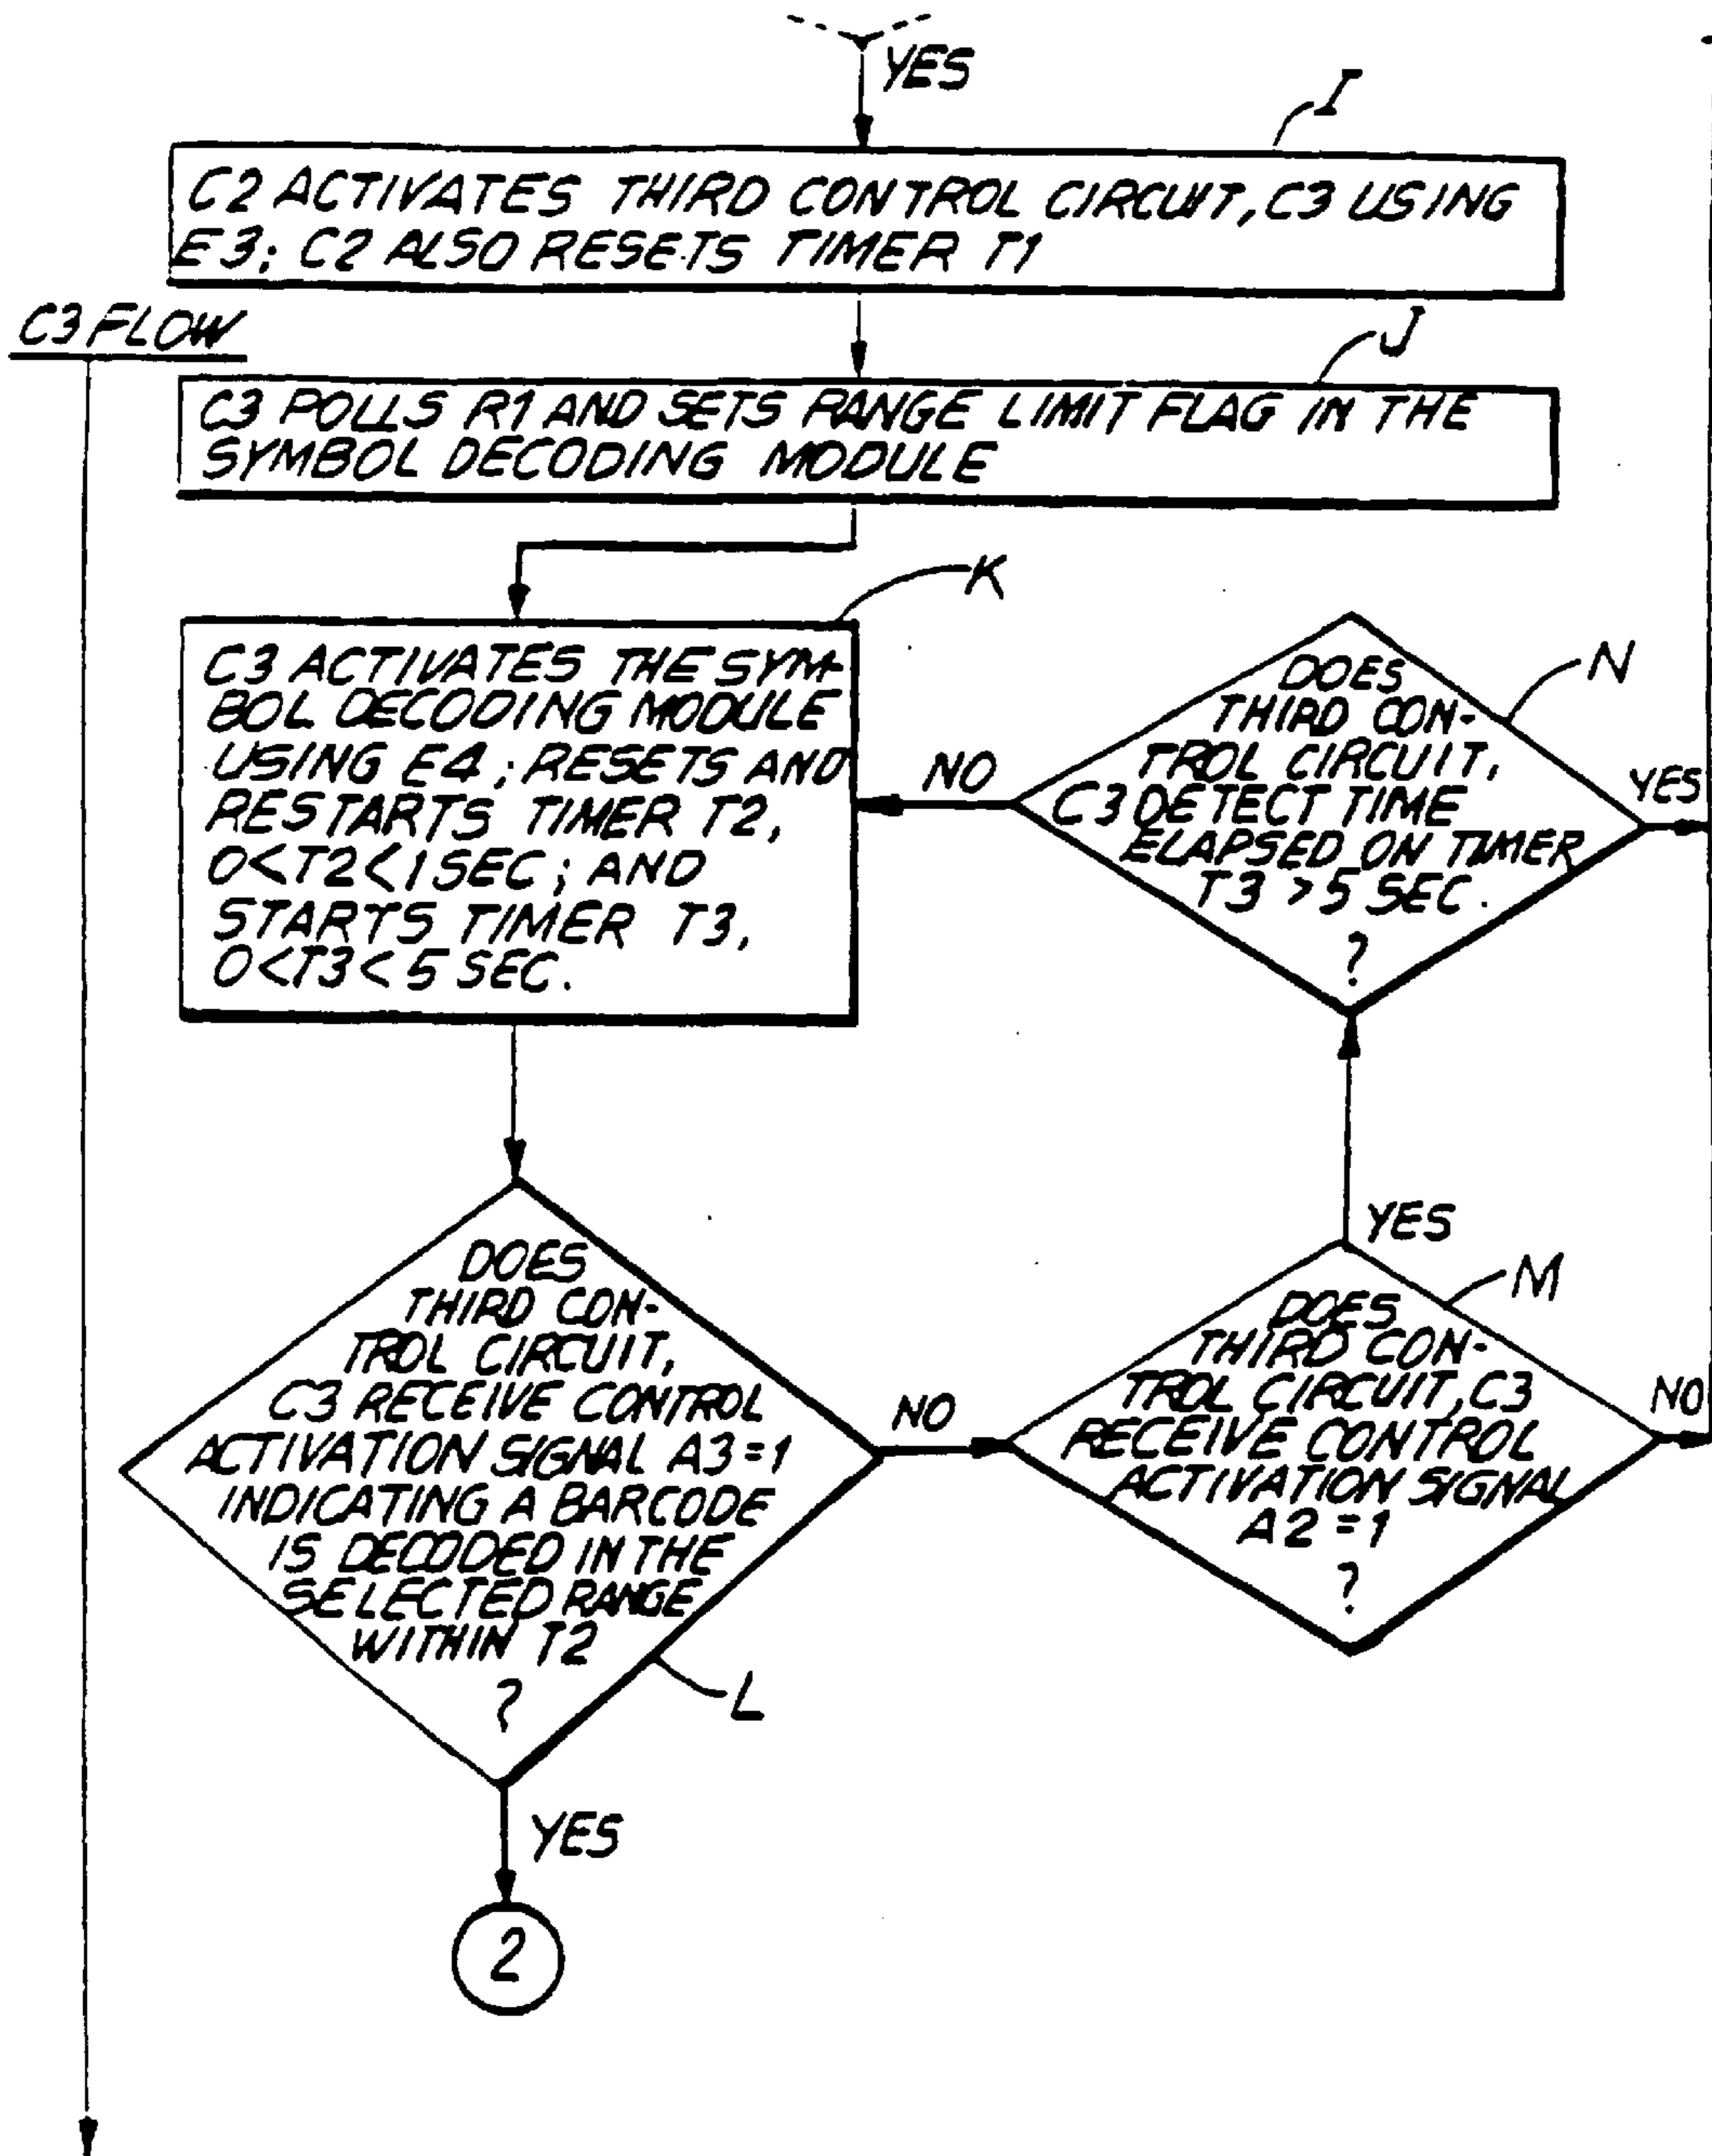 YES
I
C2 ACTIVATES THIRD CONTROL CIRCUIT, C3 USING
E3; C2 ALSO RESETS TIMER T1
C3 FLOW
J
C3 POLLS R1 AND SETS RANGE LIMIT FLAG IN THE
SYMBOL DECODING MODULE
K
C3 ACTIVATES THE SYM-
BOL DECODING MODULE
USING E4; RESETS AND
RESTARTS TIMER T2,
0<T2<1 SEC; AND
STARTS TIMER T3,
0<T3<5 SEC.
NO
DOES
THIRD CON-
TROL CIRCUIT,
C3 DETECT TIME
ELAPSED ON TIMER
T3 >5 SEC.
?
N
YES
DOES
THIRD CON-
TROL CIRCUIT,
C3 RECEIVE CONTROL
ACTIVATION SIGNAL A3=1
INDICATING A BARCODE
IS DECODED IN THE
SELECTED RANGE
WITHIN T2
?
L
NO
YES
DOES
THIRD CON-
TROL CIRCUIT, C3
RECEIVE CONTROL
ACTIVATION SIGNAL
A2=1
?
M
NO
YES
2